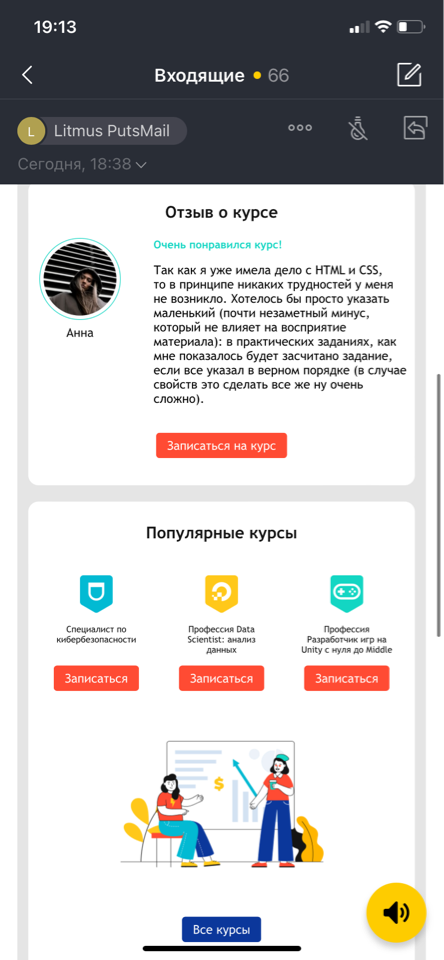 19:13
Входящие • 66
L Litmus PutsMail
Сегодня, 18:38
Отзыв о курсе
Очень понравился курс!
Так как я уже имела дело с HTML и CSS,
то в принципе никаких трудностей у меня
не возникло. Хотелось бы просто указать
маленький (почти незаметный минус,
который не влияет на восприятие
материала): в практических заданиях, как
мне показалось будет засчитано задание,
если все указал в верном порядке (в случае
свойств это сделать все же ну очень
сложно).
Анна
Записаться на курс
Популярные курсы
Специалист по
кибербезопасности
Записаться
Профессия Data
Scientist: анализ
данных
Записаться
Профессия
Разработчик игр на
Unity с нуля до Middle
Записаться
$
Все курсы